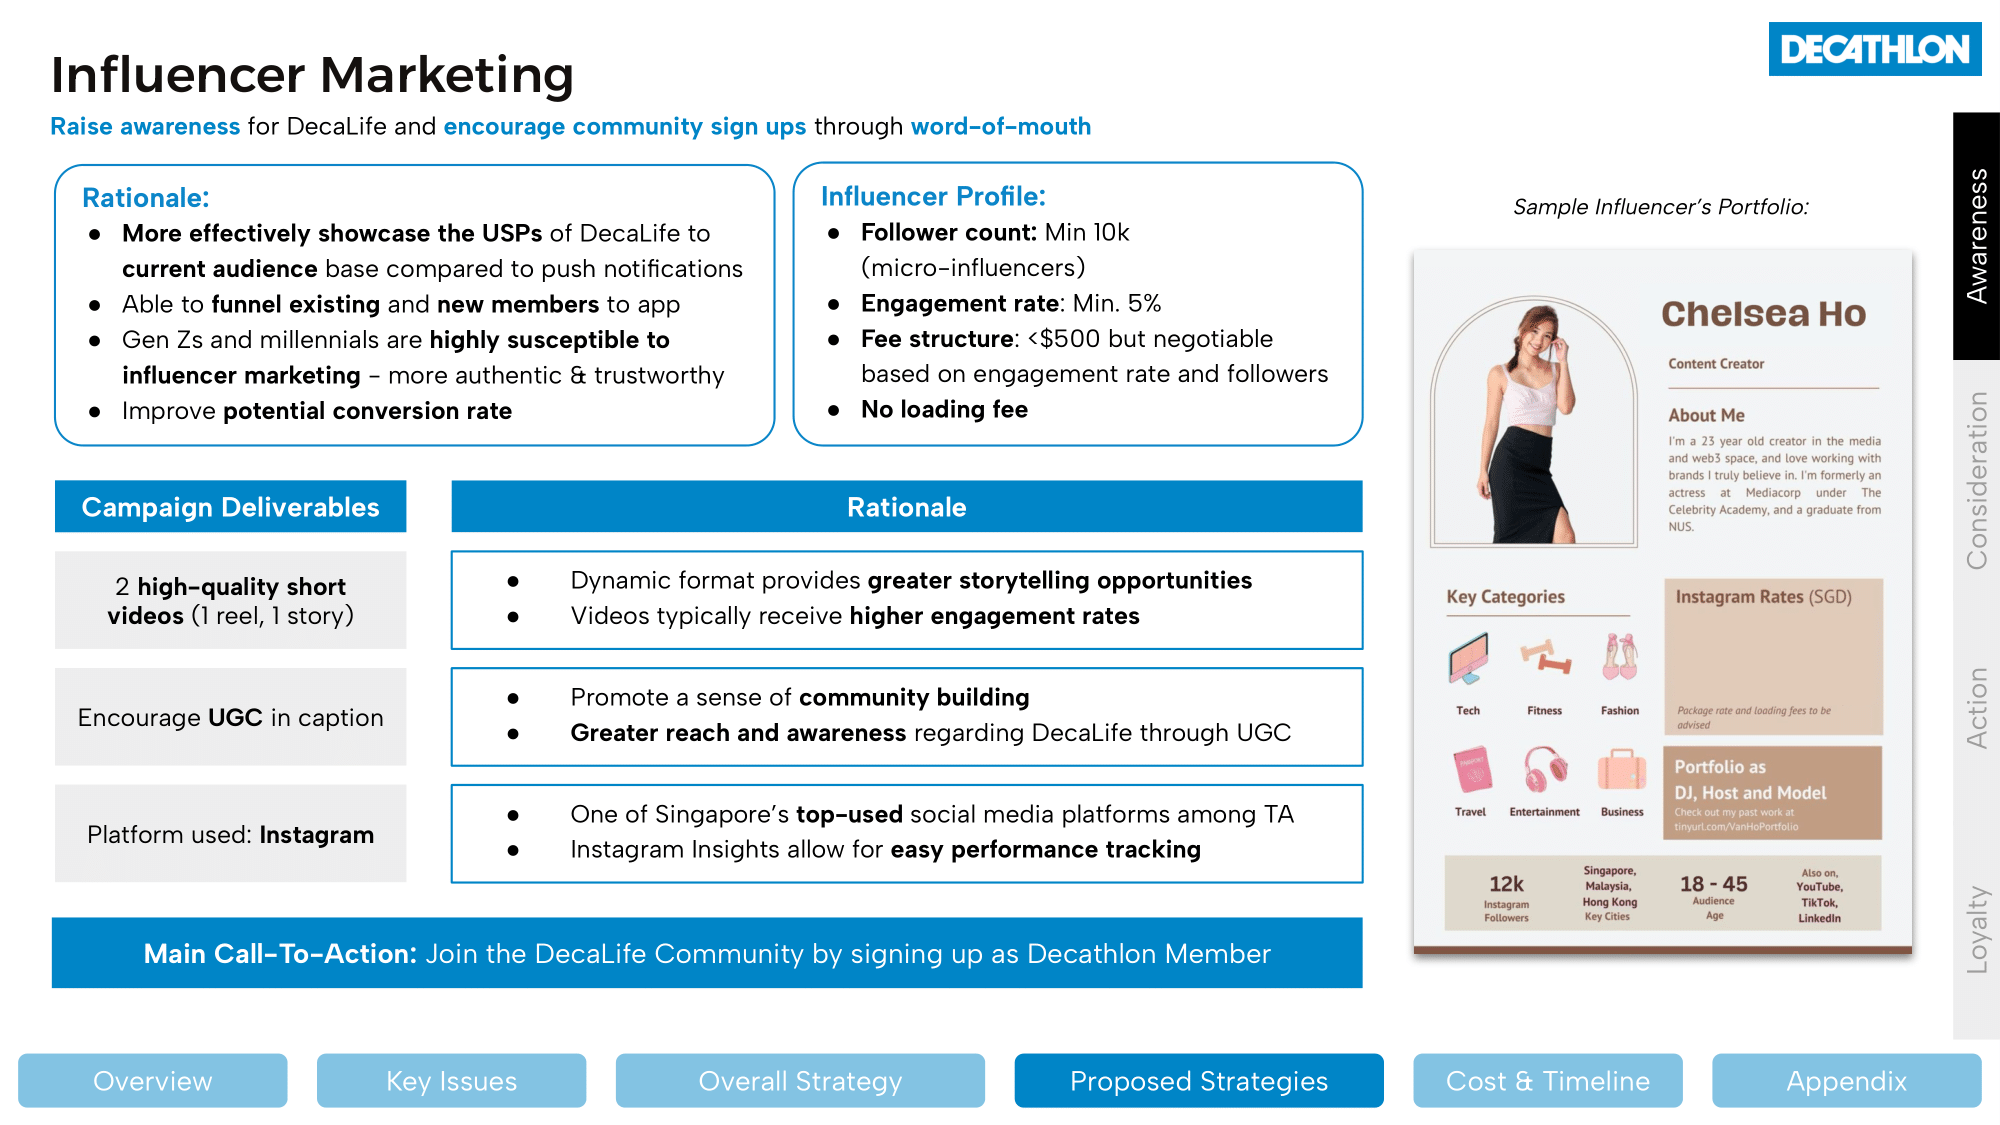 Influencer Marketing
DECATHLON
Raise awareness for DecaLife and encourage community sign ups through word-of-mouth
Rationale:
● More effectively showcase the USPs of DecaLife to
current audience base compared to push notifications
● Able to funnel existing and new members to app
● Gen Zs and millennials are highly susceptible to
influencer marketing - more authentic & trustworthy
● Improve potential conversion rate
Influencer Profile:
● Follower count: Min 10k
(micro-influencers)
● Engagement rate: Min. 5%
● Fee structure: <$500 but negotiable
based on engagement rate and followers
● No loading fee
Campaign Deliverables
Rationale
2 high-quality short
videos (1 reel, 1 story)
● Dynamic format provides greater storytelling opportunities
● Videos typically receive higher engagement rates
Encourage UGC in caption
● Promote a sense of community building
● Greater reach and awareness regarding DecaLife through UGC
Platform used: Instagram
● One of Singapore's top-used social media platforms among TA
● Instagram Insights allow for easy performance tracking
Main Call-To-Action: Join the DecaLife Community by signing up as Decathlon Member
Sample Influencer's Portfolio:
Chelsea Ho
Content Creator
About Me
I'm a 23 year old creator in the media
and web3 space, and love working with
brands I truly believe in. I'm formerly an
actress at Mediacorp under The
Celebrity Academy, and a graduate from
NUS.
Key Categories
Tech
Fitness
Fashion
Travel
Entertainment
Business
Instagram Rates (SGD)
Package rate and loading fees to be
advised
Portfolio as
DJ, Host and Model
Check out my past work at
tinyurl.com/VanHoPortfolio
12k
Instagram
Followers
Singapore,
Malaysia,
Hong Kong
Key Cities
18 - 45
Audience
Age
Also on,
YouTube,
TikTok,
LinkedIn
Awareness
Consideration
Action
Loyalty
Overview
Key Issues
Overall Strategy
Proposed Strategies
Cost & Timeline
Appendix